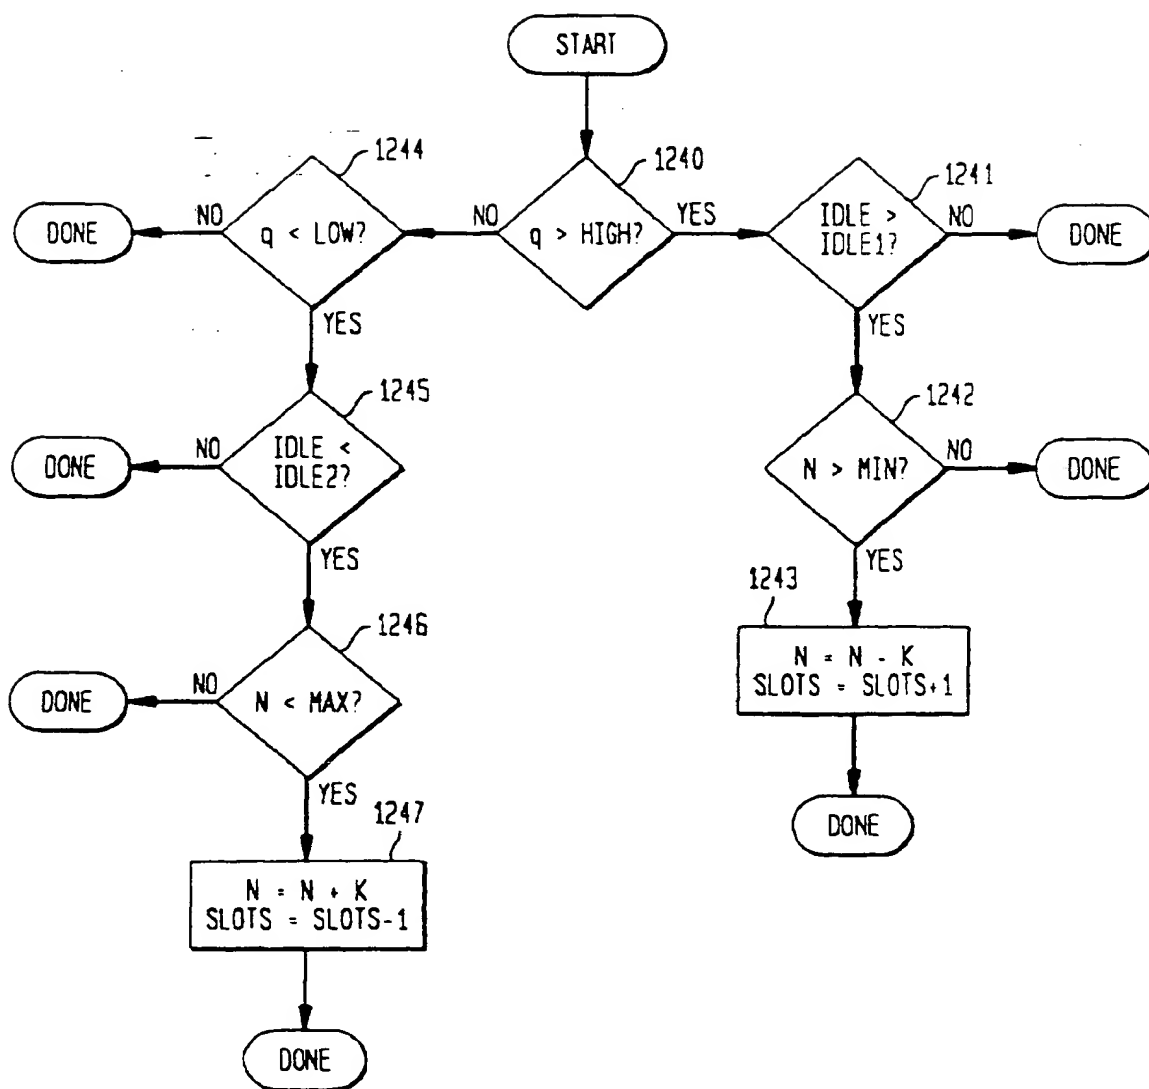 START
1244
1240
1241
DONE
NO
q < LOW?
NO
q > HIGH?
YES
IDLE >
IDLE1?
NO
DONE
YES
YES
1245
1242
DONE
NO
IDLE <
IDLE2?
N > MIN?
NO
DONE
YES
YES
1243
1246
N = N - K
SLOTS = SLOTS+1
DONE
NO
N < MAX?
YES
1247
DONE
N = N + K
SLOTS = SLOTS-1
DONE